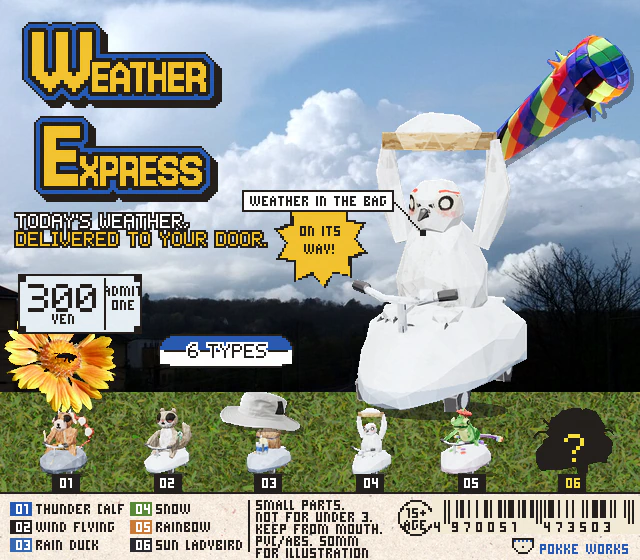 WEATHER
EXPRESS
TODAY'S WEATHER,
DELIVERED TO YOUR DOOR.
WEATHER IN THE BAG
ON ITS
WAY!
300
YEN
ADMIT
ONE
6 TYPES
?
01
02
03
04
05
06
01 THUNDER CALF
02 WIND FLYING
03 RAIN DUCK
04 SNOW
05 RAINBOW
06 SUN LADYBIRD
SMALL PARTS.
NOT FOR UNDER 3.
KEEP FROM MOUTH.
PVC/ABS. 50MM
FOR ILLUSTRATION
15+
AGE
4 970051 473503
POKKE WORKS